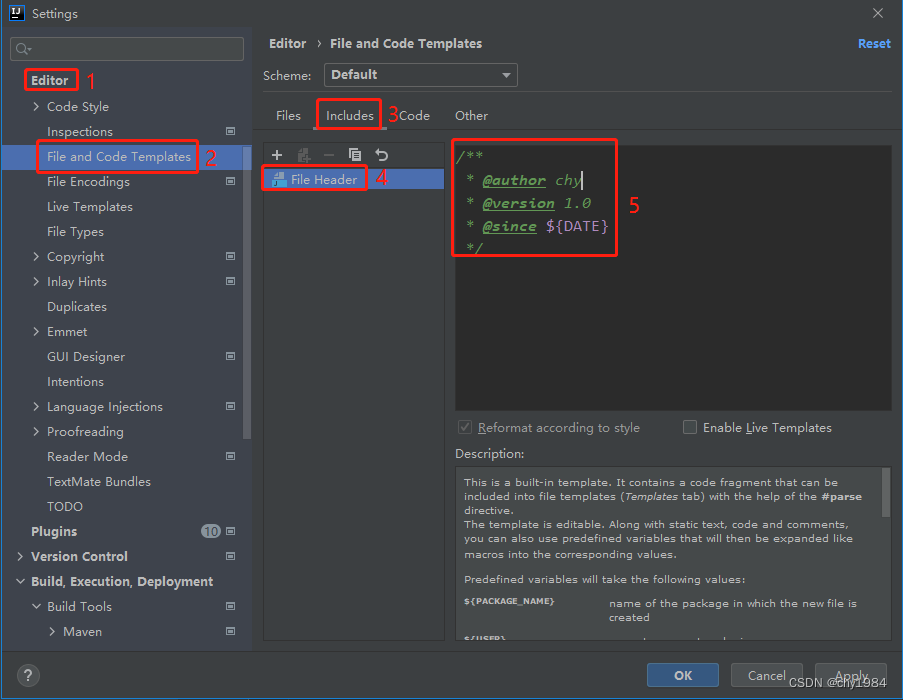 Settings
Editor 1
Code Style
Inspections
File and Code Templates 2
File Encodings
Live Templates
File Types
Copyright
Inlay Hints
Duplicates
Emmet
GUI Designer
Intentions
Language Injections
Proofreading
Reader Mode
TextMate Bundles
TODO
Plugins 10
Version Control
Build, Execution, Deployment
Build Tools
Maven
Editor › File and Code Templates Reset
Scheme: Default
Files Includes 3 Code Other
File Header 4
/**
* @author chy
* @version 1.0 5
* @since ${DATE}
*/
Reformat according to style Enable Live Templates
Description:
This is a built-in template. It contains a code fragment that can be
included into file templates (Templates tab) with the help of the #parse
directive.
The template is editable. Along with static text, code and comments,
you can also use predefined variables that will then be expanded like
macros into the corresponding values.
Predefined variables will take the following values:
${PACKAGE_NAME} name of the package in which the new file is
created
${USER}
? OK Cancel Apply
CSDN @chy1984